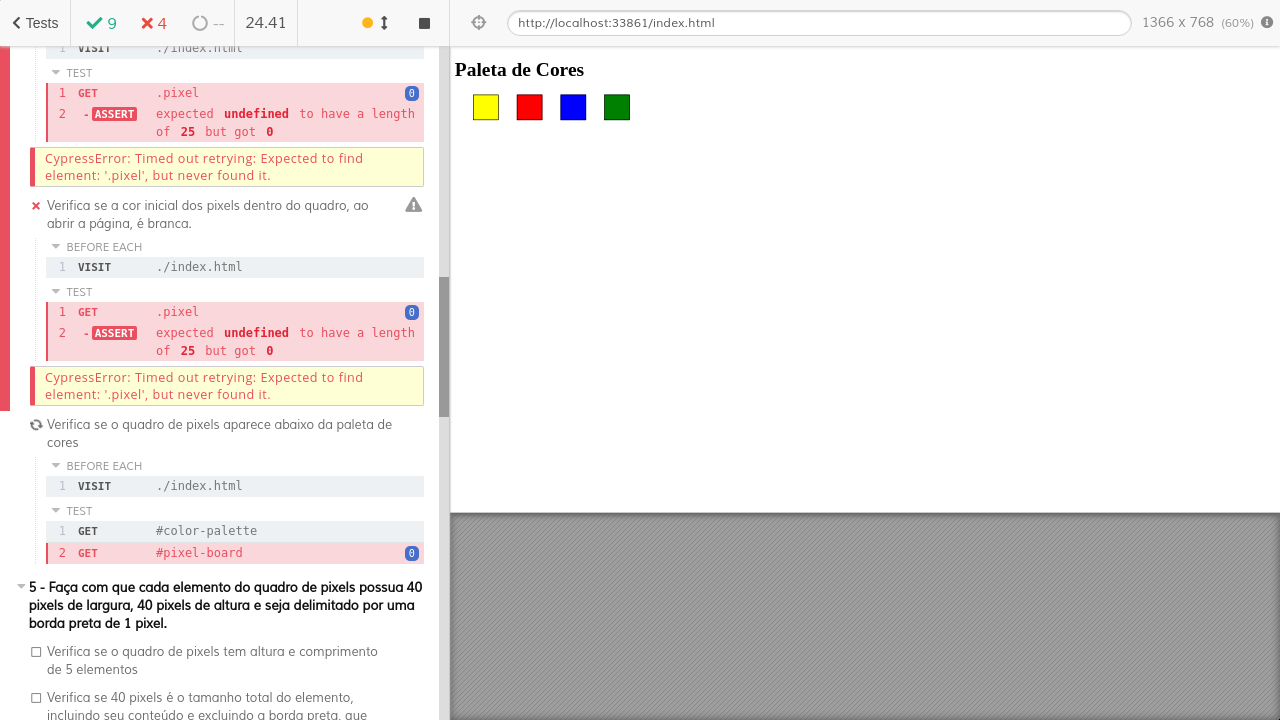 Tests 9 4 -- 24.41 http://localhost:33861/index.html 1366 x 768 (60%)
1 VISIT ./index.html
TEST
1 GET .pixel 0
2 - ASSERT expected undefined to have a length
of 25 but got 0
CypressError: Timed out retrying: Expected to find
element: '.pixel', but never found it.
Verifica se a cor inicial dos pixels dentro do quadro, ao
abrir a página, é branca.
BEFORE EACH
1 VISIT ./index.html
TEST
1 GET .pixel 0
2 - ASSERT expected undefined to have a length
of 25 but got 0
CypressError: Timed out retrying: Expected to find
element: '.pixel', but never found it.
Verifica se o quadro de pixels aparece abaixo da paleta de
cores
BEFORE EACH
1 VISIT ./index.html
TEST
1 GET #color-palette
2 GET #pixel-board 0
5 - Faça com que cada elemento do quadro de pixels possua 40
pixels de largura, 40 pixels de altura e seja delimitado por uma
borda preta de 1 pixel.
Verifica se o quadro de pixels tem altura e comprimento
de 5 elementos
Verifica se 40 pixels é o tamanho total do elemento,
incluindo seu conteúdo e excluindo a borda preta, que
Paleta de Cores